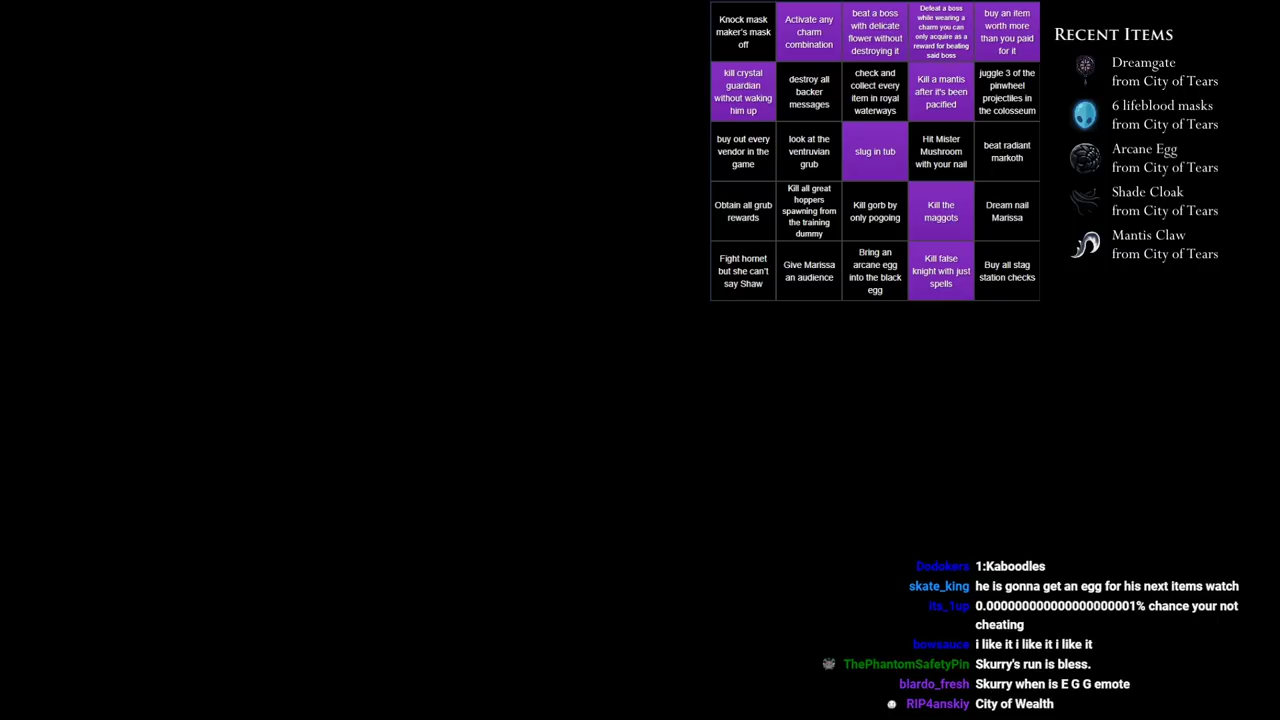 Knock mask
maker's mask
off
Activate any
charm
combination
beat a boss
with delicate
flower without
destroying it
Defeat a boss
while wearing a
charm you can
only acquire as a
reward for beating
said boss
buy an item
worth more
than you paid
for it
kill crystal
guardian
without waking
him up
destroy all
backer
messages
check and
collect every
item in royal
waterways
Kill a mantis
after it's been
pacified
juggle 3 of the
pinwheel
projectiles in
the colosseum
buy out every
vendor in the
game
look at the
ventruvian
grub
slug in tub
Hit Mister
Mushroom
with your nail
beat radiant
markoth
Obtain all grub
rewards
Kill all great
hoppers
spawning from
the training
dummy
Kill gorb by
only pogoing
Kill the
maggots
Dream nail
Marissa
Fight hornet
but she can't
say Shaw
Give Marissa
an audience
Bring an
arcane egg
into the black
egg
Kill false
knight with just
spells
Buy all stag
station checks
RECENT ITEMS
Dreamgate
from City of Tears
6 lifeblood masks
from City of Tears
Arcane Egg
from City of Tears
Shade Cloak
from City of Tears
Mantis Claw
from City of Tears
Dodokers 1:Kaboodles
skate_king he is gonna get an egg for his next items watch
its_1up 0.000000000000000000001% chance your not
cheating
bowsauce i like it i like it i like it
ThePhantomSafetyPin Skurry's run is bless.
blardo_fresh Skurry when is E G G emote
RIP4anskiy City of Wealth